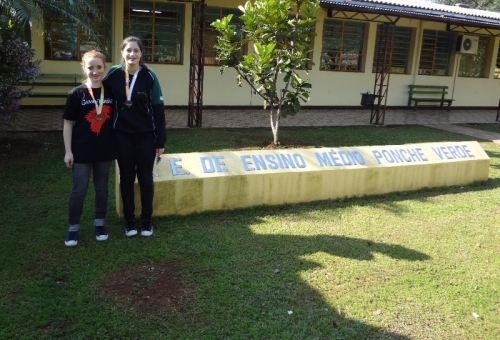 E. DE ENSINO MÉDIO PONCHE VERDE